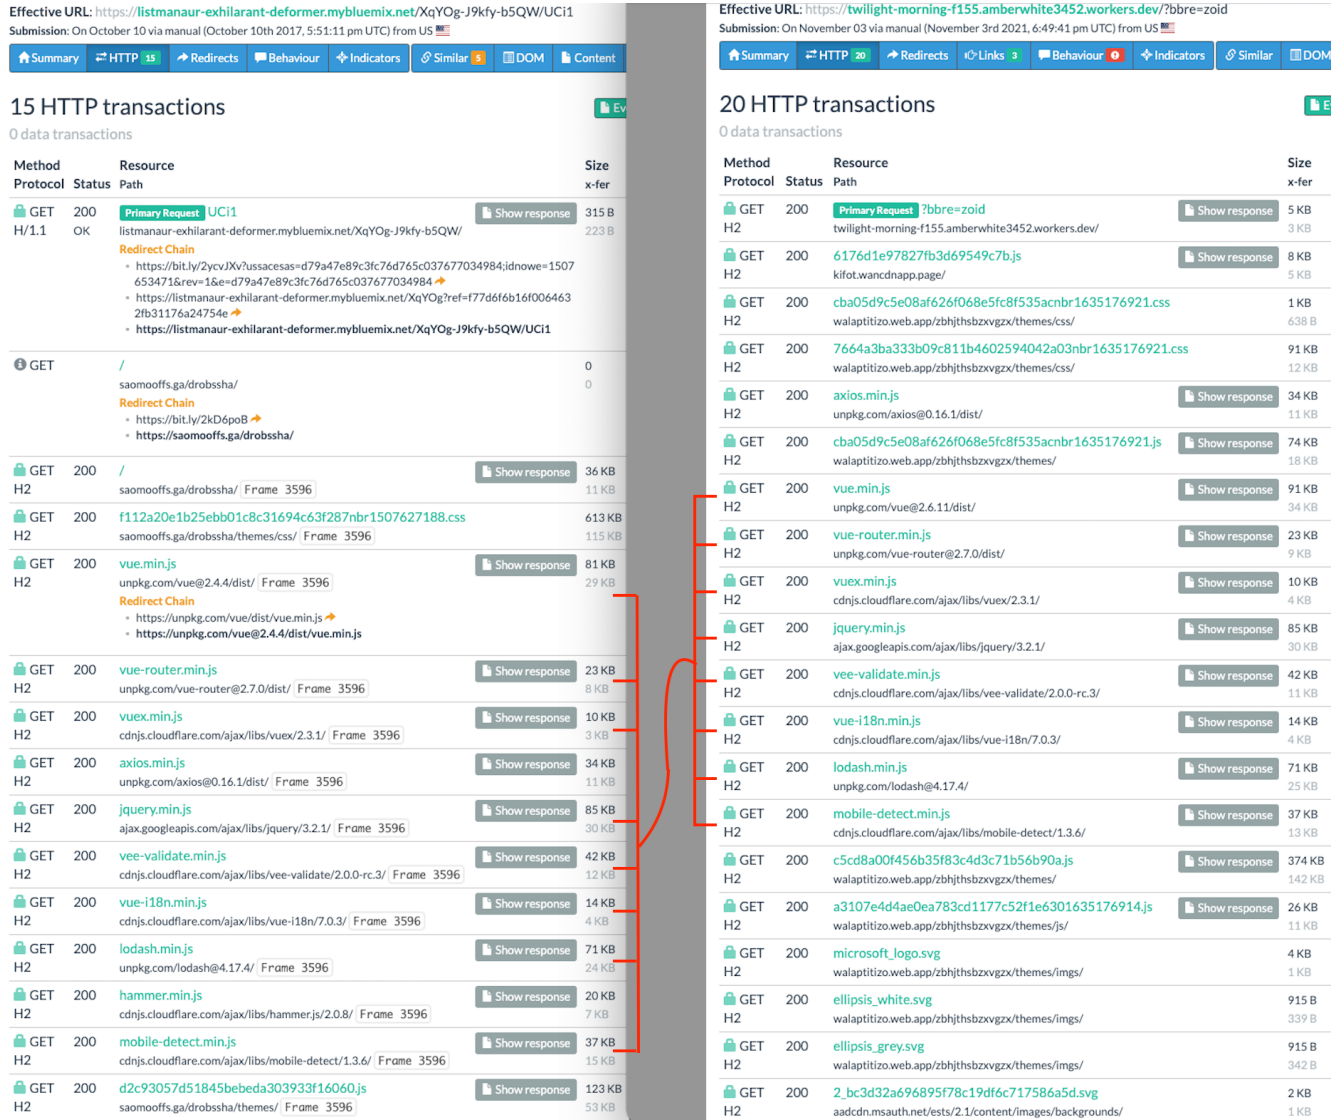 Effective URL: https://listmanaur-exhilarant-deformer.mybluemix.net/XqYOg-J9kfy-b5QW/UCi1
Submission: On October 10 via manual (October 10th 2017, 5:51:11 pm UTC) from US
Summary HTTP 15 Redirects Behaviour Indicators Similar 5 DOM Content
15 HTTP transactions
Ev
0 data transactions
Method Resource Size
Protocol Status Path x-fer
GET 200 Primary Request UCi1 Show response 315 B
H/1.1 OK listmanaur-exhilarant-deformer.mybluemix.net/XqYOg-J9kfy-b5QW/ 223 B
Redirect Chain
https://bit.ly/2ycvJXv?ussacesas=d79a47e89c3fc76d765c037677034984;idnowe=1507
653471&rev=1&e=d79a47e89c3fc76d765c037677034984
https://listmanaur-exhilarant-deformer.mybluemix.net/XqYOg?ref=f77d6f6b16f006463
2fb31176a24754e
https://listmanaur-exhilarant-deformer.mybluemix.net/XqYOg-J9kfy-b5QW/UCi1
GET / 0
saomooffs.ga/drobssha/ 0
Redirect Chain
https://bit.ly/2kD6poB
https://saomooffs.ga/drobssha/
GET 200 / Show response 36 KB
H2 saomooffs.ga/drobssha/ Frame 3596 11 KB
GET 200 f112a20e1b25ebb01c8c31694c63f287nbr1507627188.css 613 KB
H2 saomooffs.ga/drobssha/themes/css/ Frame 3596 115 KB
GET 200 vue.min.js Show response 81 KB
H2 unpkg.com/vue@2.4.4/dist/ Frame 3596 29 KB
Redirect Chain
https://unpkg.com/vue/dist/vue.min.js
https://unpkg.com/vue@2.4.4/dist/vue.min.js
GET 200 vue-router.min.js Show response 23 KB
H2 unpkg.com/vue-router@2.7.0/dist/ Frame 3596 8 KB
GET 200 vuex.min.js Show response 10 KB
H2 cdnjs.cloudflare.com/ajax/libs/vuex/2.3.1/ Frame 3596 3 KB
GET 200 axios.min.js Show response 34 KB
H2 unpkg.com/axios@0.16.1/dist/ Frame 3596 11 KB
GET 200 jquery.min.js Show response 85 KB
H2 ajax.googleapis.com/ajax/libs/jquery/3.2.1/ Frame 3596 30 KB
GET 200 vee-validate.min.js Show response 42 KB
H2 cdnjs.cloudflare.com/ajax/libs/vee-validate/2.0.0-rc.3/ Frame 3596 12 KB
GET 200 vue-i18n.min.js Show response 14 KB
H2 cdnjs.cloudflare.com/ajax/libs/vue-i18n/7.0.3/ Frame 3596 4 KB
GET 200 lodash.min.js Show response 71 KB
H2 unpkg.com/lodash@4.17.4/ Frame 3596 24 KB
GET 200 hammer.min.js Show response 20 KB
H2 cdnjs.cloudflare.com/ajax/libs/hammer.js/2.0.8/ Frame 3596 7 KB
GET 200 mobile-detect.min.js Show response 37 KB
H2 cdnjs.cloudflare.com/ajax/libs/mobile-detect/1.3.6/ Frame 3596 15 KB
GET 200 d2c93057d51845bebeda303933f16060.js Show response 123 KB
H2 saomooffs.ga/drobssha/themes/ Frame 3596 53 KB
Effective URL: https://twilight-morning-f155.amberwhite3452.workers.dev/?bbre=zoid
Submission: On November 03 via manual (November 3rd 2021, 6:49:41 pm UTC) from US
Summary HTTP 20 Redirects Links 3 Behaviour Indicators Similar DOM
20 HTTP transactions
E
0 data transactions
Method Resource Size
Protocol Status Path x-fer
GET 200 Primary Request ?bbre=zoid Show response 5 KB
H2 twilight-morning-f155.amberwhite3452.workers.dev/ 3 KB
GET 200 6176d1e97827fb3d69549c7b.js Show response 8 KB
H2 kifot.wancdnapp.page/ 5 KB
GET 200 cba05d9c5e08af626f068e5fc8f535acnbr1635176921.css 1 KB
H2 walaptitizo.web.app/zbhjthsbzxvgzx/themes/css/ 638 B
GET 200 7664a3ba333b09c811b4602594042a03nbr1635176921.css 91 KB
H2 walaptitizo.web.app/zbhjthsbzxvgzx/themes/css/ 12 KB
GET 200 axios.min.js Show response 34 KB
H2 unpkg.com/axios@0.16.1/dist/ 11 KB
GET 200 cba05d9c5e08af626f068e5fc8f535acnbr1635176921.js Show response 74 KB
H2 walaptitizo.web.app/zbhjthsbzxvgzx/themes/ 18 KB
GET 200 vue.min.js Show response 91 KB
H2 unpkg.com/vue@2.6.11/dist/ 34 KB
GET 200 vue-router.min.js Show response 23 KB
H2 unpkg.com/vue-router@2.7.0/dist/ 9 KB
GET 200 vuex.min.js Show response 10 KB
H2 cdnjs.cloudflare.com/ajax/libs/vuex/2.3.1/ 4 KB
GET 200 jquery.min.js Show response 85 KB
H2 ajax.googleapis.com/ajax/libs/jquery/3.2.1/ 30 KB
GET 200 vee-validate.min.js Show response 42 KB
H2 cdnjs.cloudflare.com/ajax/libs/vee-validate/2.0.0-rc.3/ 11 KB
GET 200 vue-i18n.min.js Show response 14 KB
H2 cdnjs.cloudflare.com/ajax/libs/vue-i18n/7.0.3/ 4 KB
GET 200 lodash.min.js Show response 71 KB
H2 unpkg.com/lodash@4.17.4/ 25 KB
GET 200 mobile-detect.min.js Show response 37 KB
H2 cdnjs.cloudflare.com/ajax/libs/mobile-detect/1.3.6/ 13 KB
GET 200 c5cd8a00f456b35f83c4d3c71b56b90a.js Show response 374 KB
H2 walaptitizo.web.app/zbhjthsbzxvgzx/themes/ 142 KB
GET 200 a3107e4d4ae0ea783cd1177c52f1e6301635176914.js Show response 26 KB
H2 walaptitizo.web.app/zbhjthsbzxvgzx/themes/js/ 11 KB
GET 200 microsoft_logo.svg 4 KB
H2 walaptitizo.web.app/zbhjthsbzxvgzx/themes/imgs/ 1 KB
GET 200 ellipsis_white.svg 915 B
H2 walaptitizo.web.app/zbhjthsbzxvgzx/themes/imgs/ 339 B
GET 200 ellipsis_grey.svg 915 B
H2 walaptitizo.web.app/zbhjthsbzxvgzx/themes/imgs/ 342 B
GET 200 2_bc3d32a696895f78c19df6c717586a5d.svg 2 KB
H2 aadcdn.msauth.net/ests/2.1/content/images/backgrounds/ 1 KB